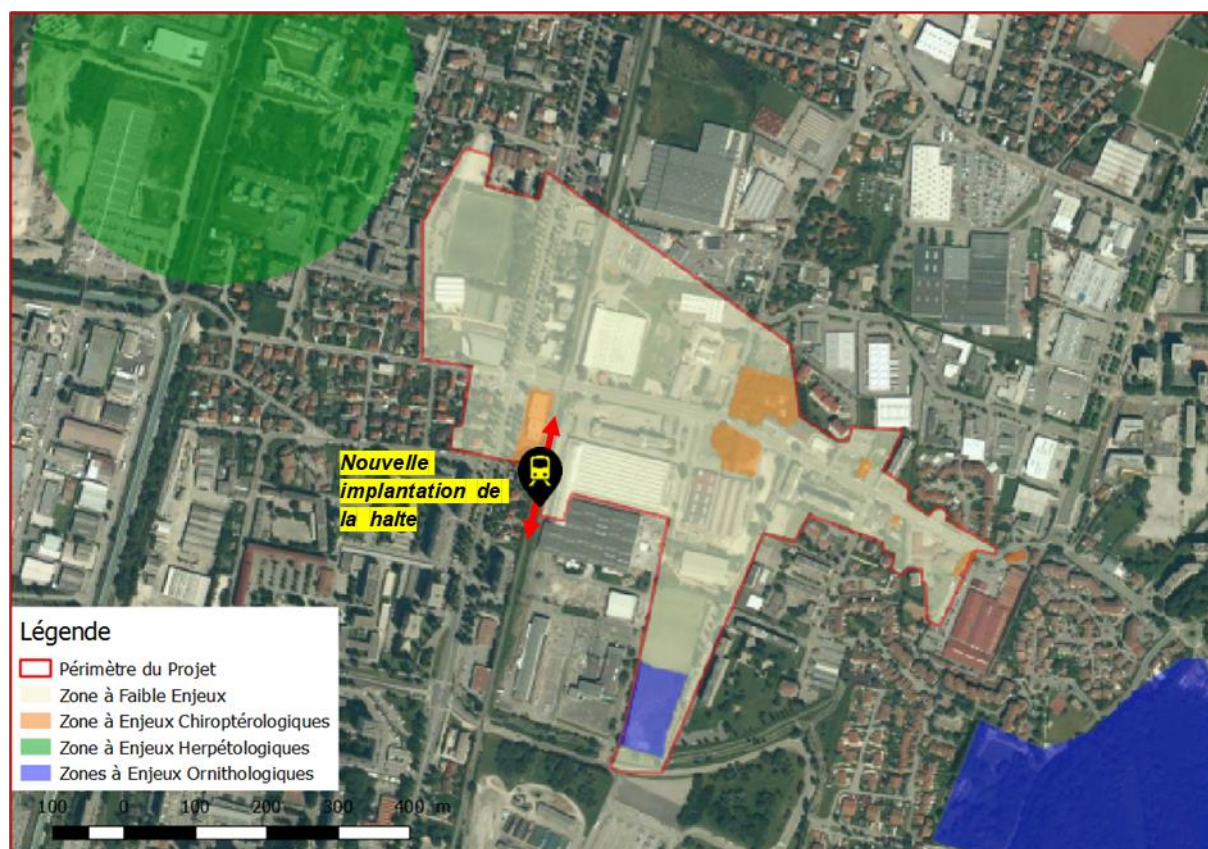 Nouvelle
implantation de
la halte
Légende
Périmètre du Projet
Zone à Faible Enjeux
Zone à Enjeux Chiroptérologiques
Zone à Enjeux Herpétologiques
Zones à Enjeux Ornithologiques
100 0 100 200 300 400 m